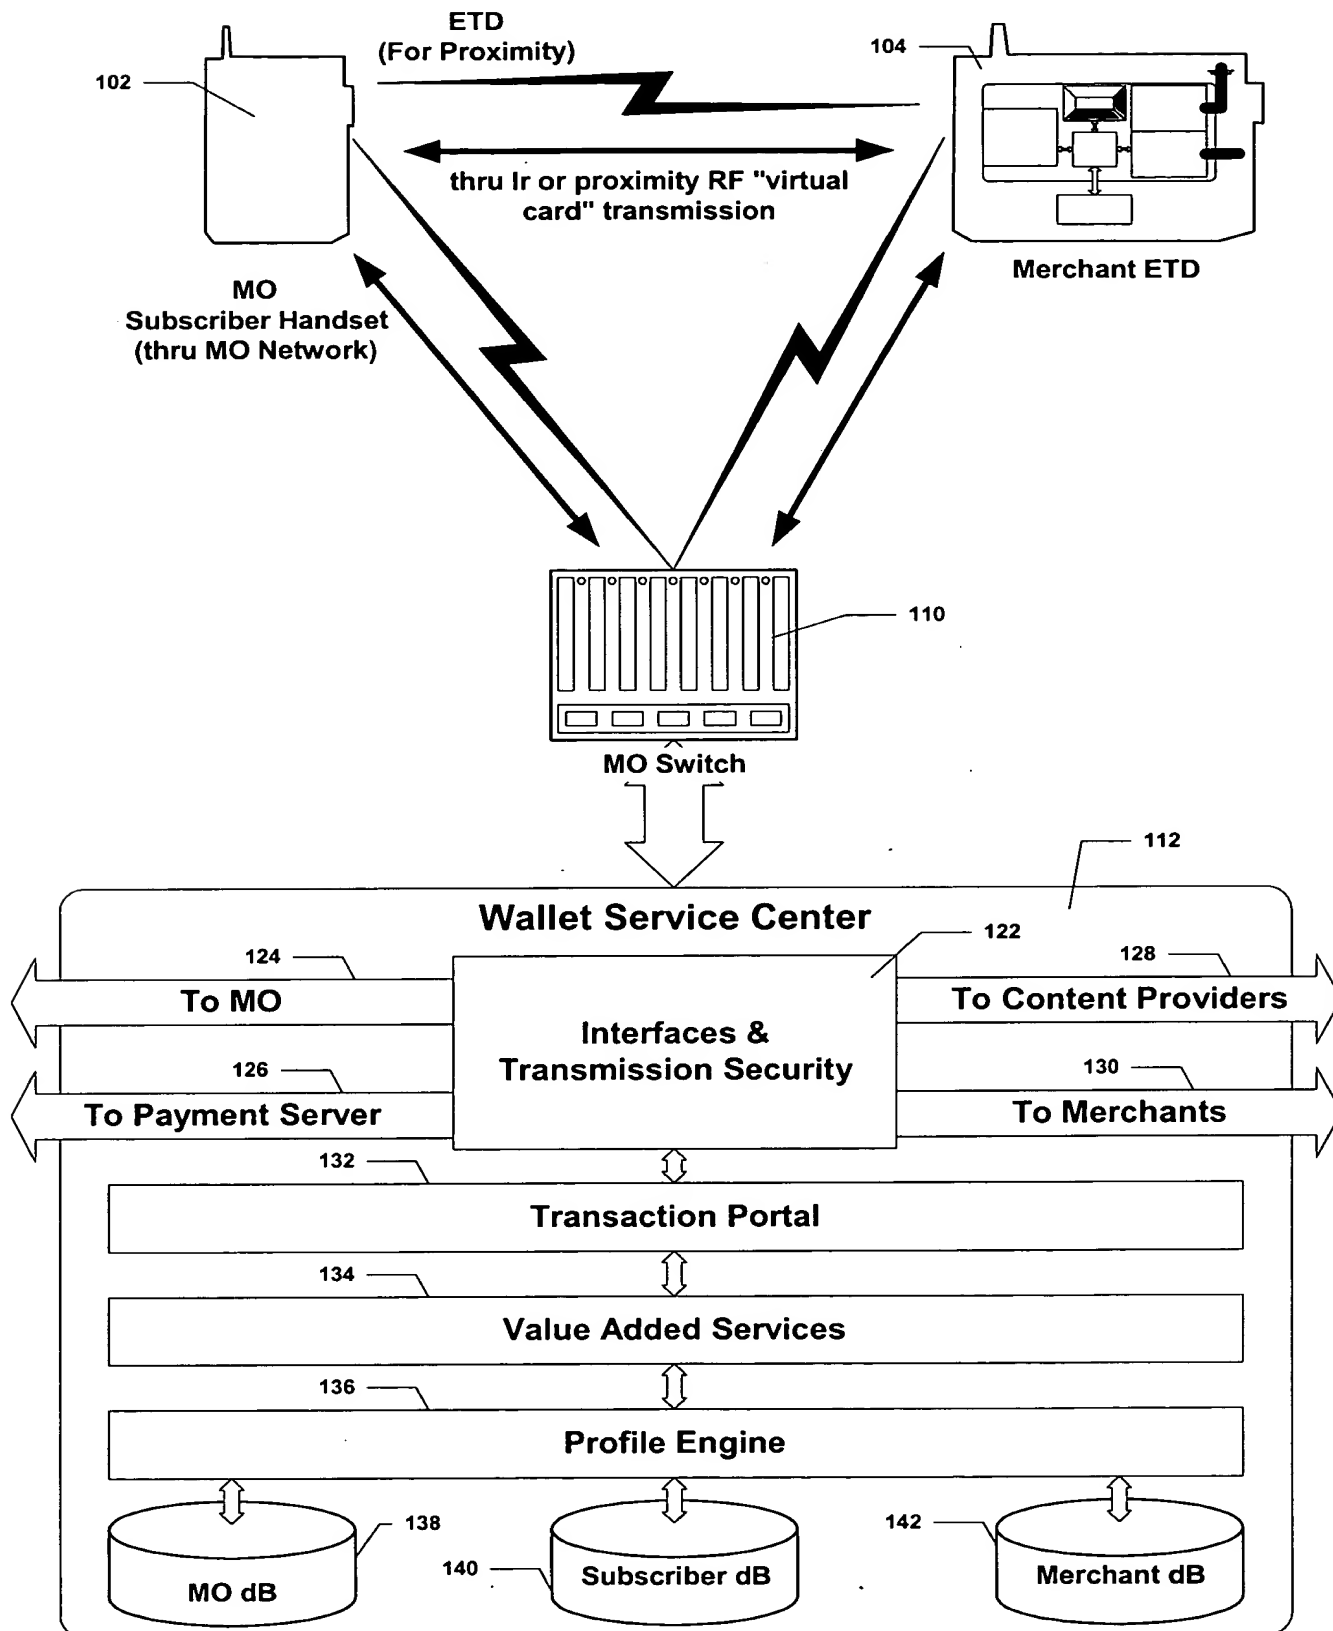 ETD
(For Proximity)
102
104
thru Ir or proximity RF "virtual
card" transmission
Merchant ETD
MO
Subscriber Handset
(thru MO Network)
110
MO Switch
112
Wallet Service Center
122
124
128
To MO
To Content Providers
Interfaces &
Transmission Security
126
130
To Payment Server
To Merchants
132
Transaction Portal
134
Value Added Services
136
Profile Engine
138
140
142
MO dB
Subscriber dB
Merchant dB